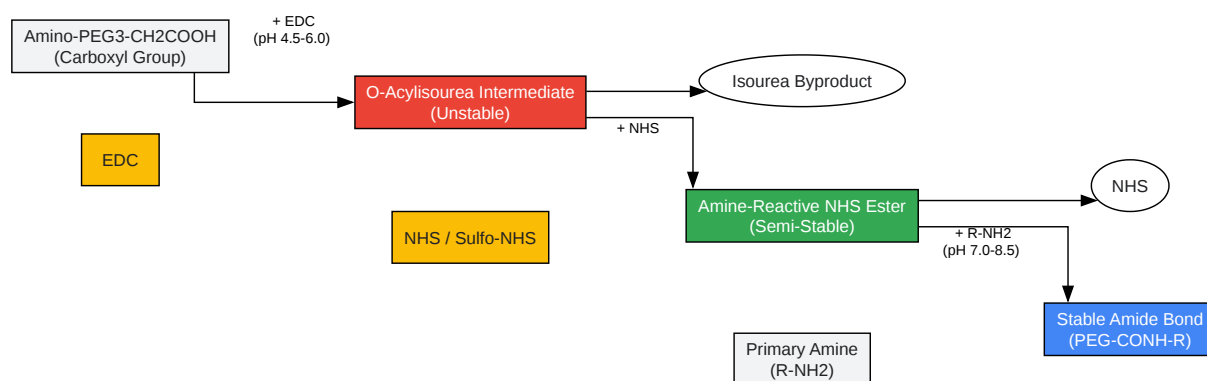 Amino-PEG3-CH2COOH
(Carboxyl Group)
+ EDC
(pH 4.5-6.0)
O-Acylisourea Intermediate
(Unstable)
Isourea Byproduct
+ NHS
EDC
Amine-Reactive NHS Ester
(Semi-Stable)
NHS
NHS / Sulfo-NHS
+ R-NH2
(pH 7.0-8.5)
Stable Amide Bond
(PEG-CONH-R)
Primary Amine
(R-NH2)